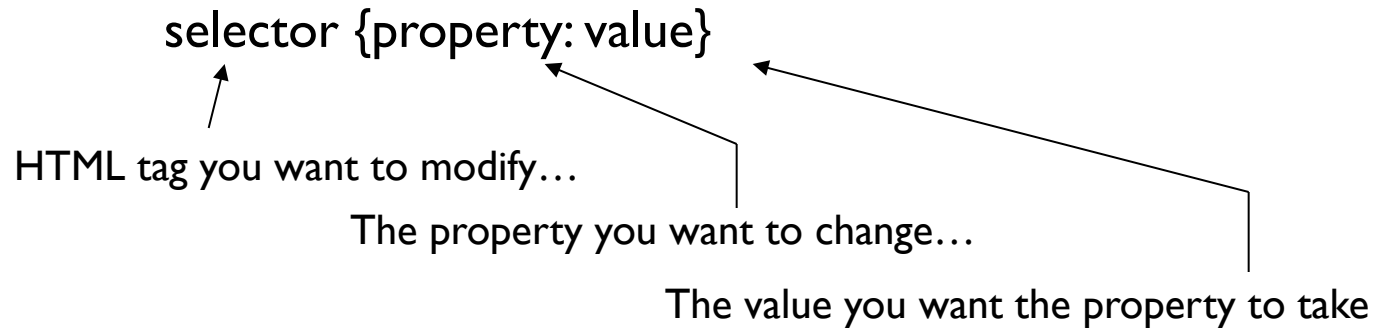 selector {property: value}
HTML tag you want to modify…
The property you want to change…
The value you want the property to take